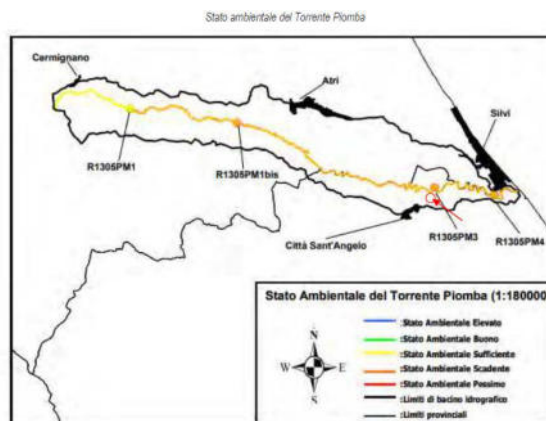 Stato ambientale del Torrente Piomba
Cermignano
Atri
Silvi
R1305PM1
R1305PM1bis
R1305PM3
R1305PM4
Città Sant'Angelo
Stato Ambientale del Torrente Piomba (1:180000
N
W E
S
:Stato Ambientale Elevato
:Stato Ambientale Buono
:Stato Ambientale Sufficiente
:Stato Ambientale Scadente
:Stato Ambientale Pessimo
:Limiti di bacino idrografico
:Limiti provinciali